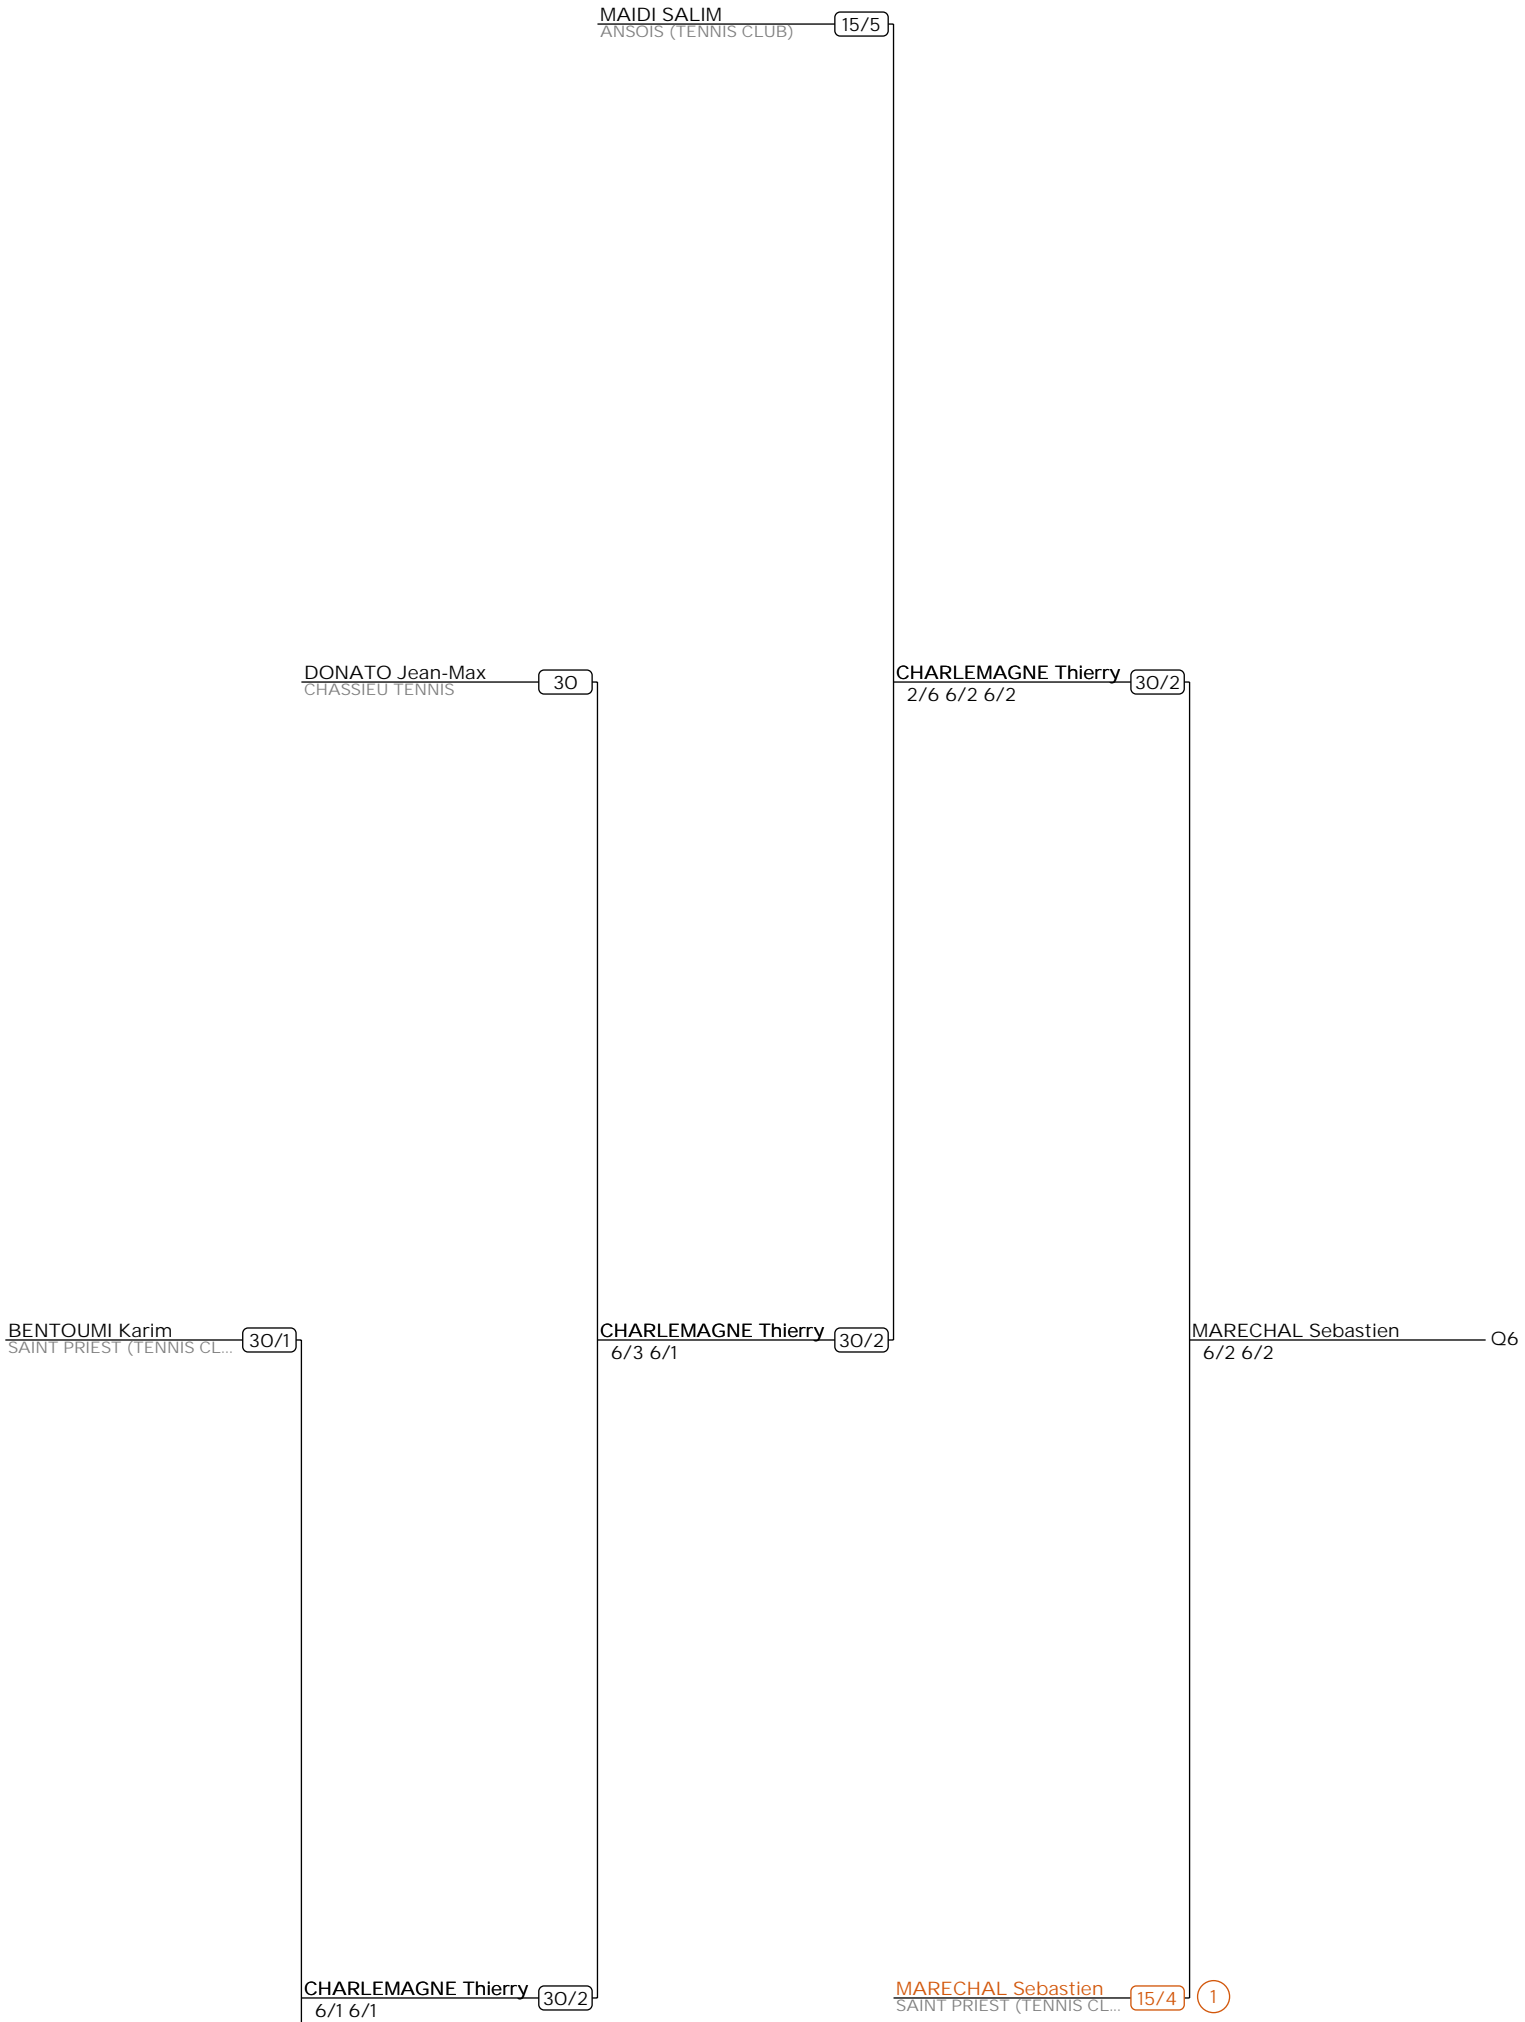 MAIDI SALIM
15/5
ANSOIS (TENNIS CLUB)
DONATO Jean-Max
30
CHASSIEU TENNIS
CHARLEMAGNE Thierry
30/2
2/6 6/2 6/2
BENTOUMI Karim
30/1
SAINT PRIEST (TENNIS CL...
CHARLEMAGNE Thierry
30/2
6/3 6/1
MARECHAL Sebastien
Q6
6/2 6/2
CHARLEMAGNE Thierry
30/2
6/1 6/1
MARECHAL Sebastien
15/4
1
SAINT PRIEST (TENNIS CL...